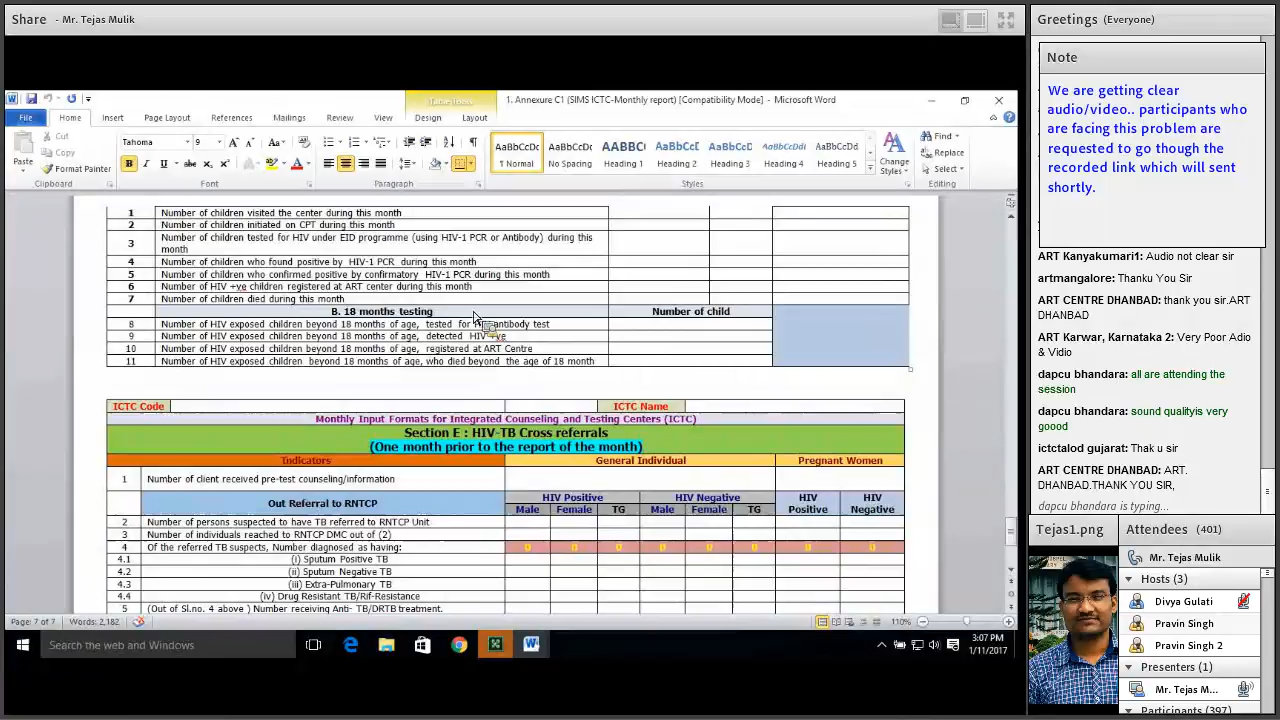 Share - Mr. Tejas Mulik
Table Tools
1. Annexure C1 (SIMS ICTC-Monthly report) [Compatibility Mode] - Microsoft Word
File Home Insert Page Layout References Mailings Review View Design Layout
Paste
Cut
Copy
Format Painter
Clipboard
Tahoma 9
B I U abc
Font
Paragraph
AaBbCcDc AaBbCcDc AABBC( AaBbCcI AaBbCcDc AaBbCcDc AaBbCcDc
¶ Normal No Spacing Heading 1 Heading 2 Heading 3 Heading 4 Heading 5
Styles
Change Styles
Find
Replace
Select
Editing
1 Number of children visited the center during this month
2 Number of children initiated on CPT during this month
3 Number of children tested for HIV under EID programme (using HIV-1 PCR or Antibody) during this
month
4 Number of children who found positive by HIV-1 PCR during this month
5 Number of children who confirmed positive by confirmatory HIV-1 PCR during this month
6 Number of HIV +ve children registered at ART center during this month
7 Number of children died during this month
B. 18 months testing Number of child
8 Number of HIV exposed children beyond 18 months of age, tested for antibody test
9 Number of HIV exposed children beyond 18 months of age, detected HIV +ve
10 Number of HIV exposed children beyond 18 months of age, registered at ART Centre
11 Number of HIV exposed children beyond 18 months of age, who died beyond the age of 18 month
ICTC Code ICTC Name
Monthly Input Formats for Integrated Counseling and Testing Centers (ICTC)
Section E : HIV-TB Cross referrals
(One month prior to the report of the month)
Indicators General Individual Pregnant Women
1 Number of client received pre-test counseling/information
Out Referral to RNTCP
HIV Positive HIV Negative HIV Positive HIV Negative
Male Female TG Male Female TG
2 Number of persons suspected to have TB referred to RNTCP Unit
3 Number of individuals reached to RNTCP DMC out of (2)
4 Of the referred TB suspects, Number diagnosed as having: 0 0 0 0 0 0 0 0
4.1 (i) Sputum Positive TB
4.2 (ii) Sputum Negative TB
4.3 (iii) Extra-Pulmonary TB
4.4 (iv) Drug Resistant TB/Rif-Resistance
5 (Out of Sl.no. 4 above ) Number receiving Anti- TB/DRTB treatment.
Page: 7 of 7 Words: 2,182 110%
Search the web and Windows
3:07 PM
1/11/2017
Greetings (Everyone)
Note
We are getting clear
audio/video.. participants who
are facing this problem are
requested to go though the
recorded link which will sent
shortly.
ART Kanyakumari1: Audio not clear sir
artmangalore: Thanku You Sir
ART CENTRE DHANBAD: thank you sir.ART
DHANBAD
ART Karwar, Karnataka 2: Very Poor Adio
& Vidio
dapcu bhandara: all are attending the
session
dapcu bhandara: sound qualityis very
goood
ictctalod gujarat: Thak u sir
ART CENTRE DHANBAD: ART.
DHANBAD.THANK YOU SIR,
dapcu bhandara is typing...
Tejas1.png
Attendees (401)
Mr. Tejas Mulik
Hosts (3)
Divya Gulati
Pravin Singh
Pravin Singh 2
Presenters (1)
Mr. Tejas M...
Participants (397)